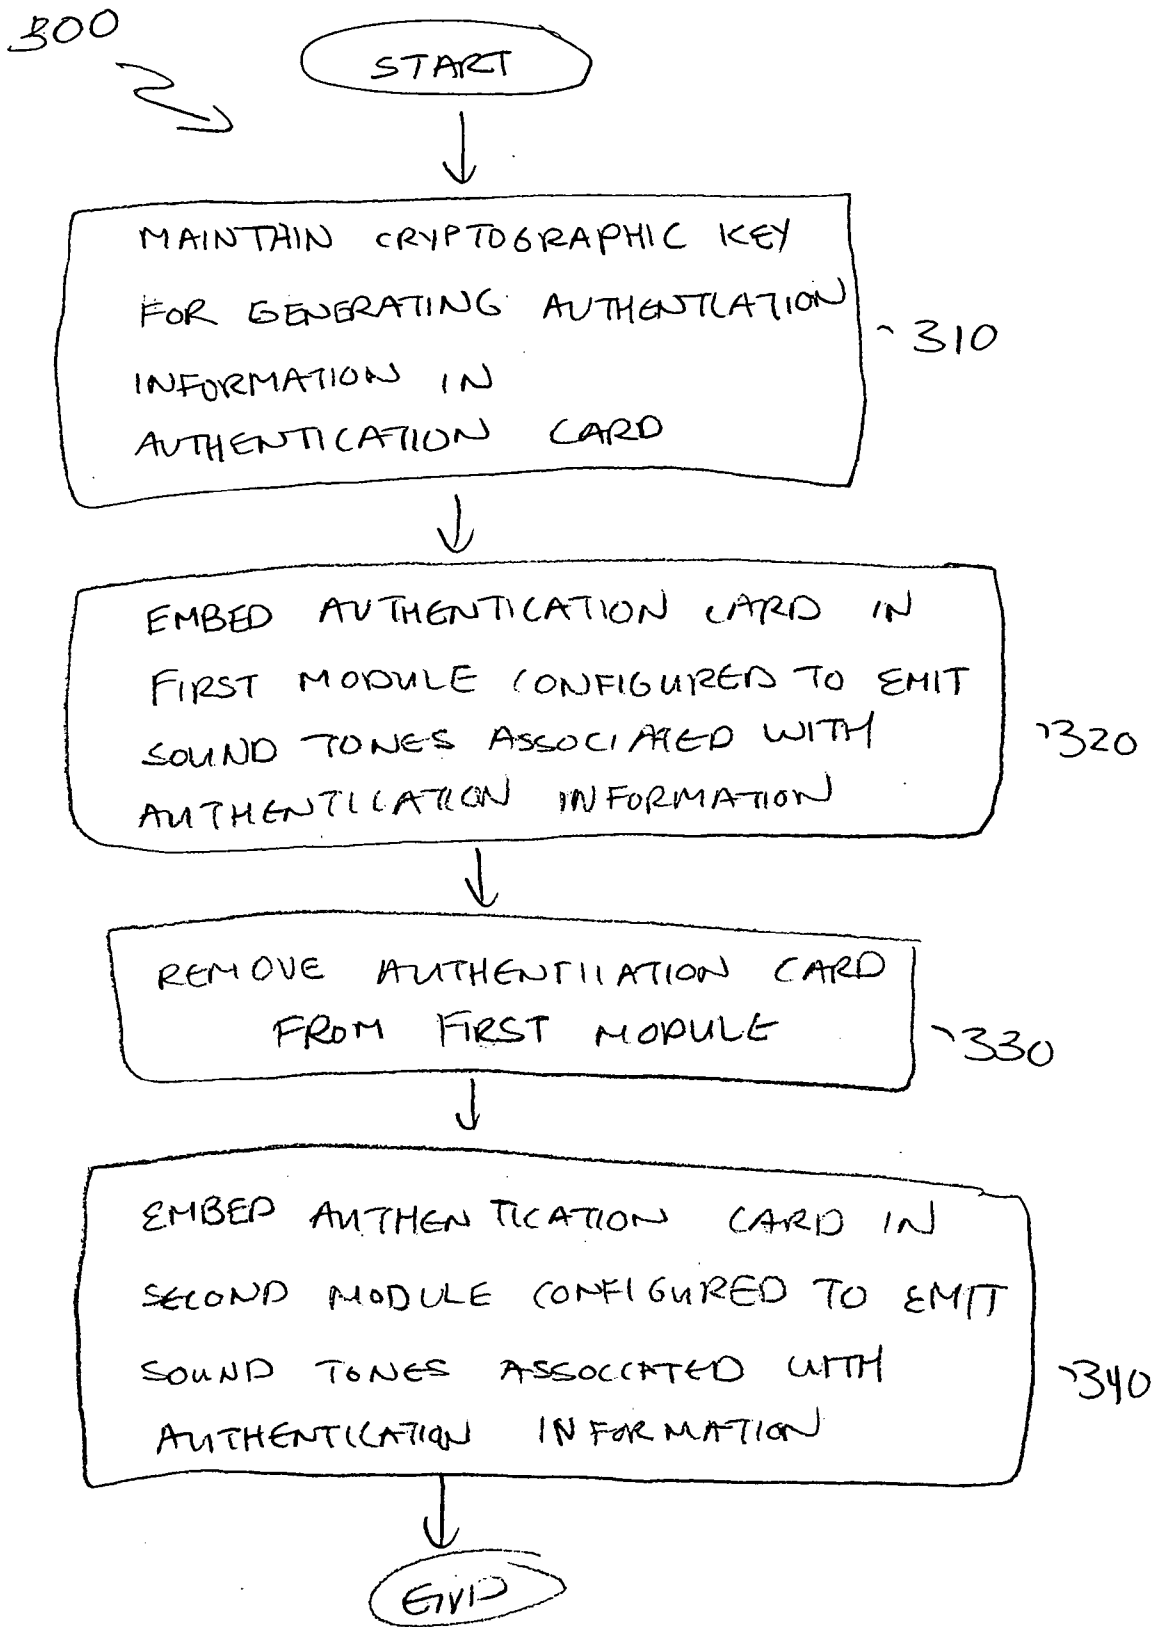 300
START
MAINTAIN CRYPTOGRAPHIC KEY
FOR GENERATING AUTHENTICATION
INFORMATION IN
AUTHENTICATION CARD
310
EMBED AUTHENTICATION CARD IN
FIRST MODULE CONFIGURED TO EMIT
SOUND TONES ASSOCIATED WITH
AUTHENTICATION INFORMATION
320
REMOVE AUTHENTICATION CARD
FROM FIRST MODULE
330
EMBED AUTHENTICATION CARD IN
SECOND MODULE CONFIGURED TO EMIT
SOUND TONES ASSOCIATED WITH
AUTHENTICATION INFORMATION
340
END